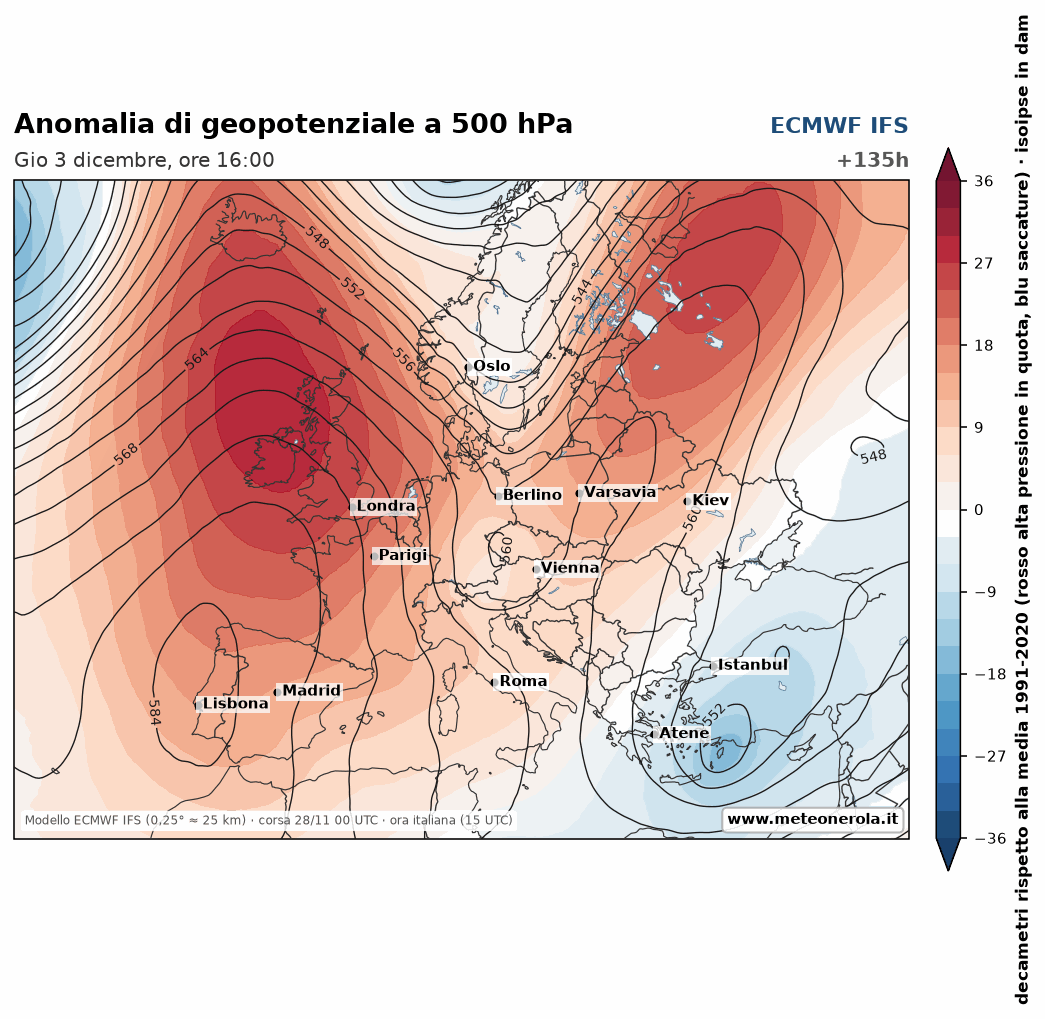 Anomalia di geopotenziale a 500 hPa
ECMWF IFS
Gio 3 dicembre, ore 16:00
+135h
548
552
544
556
564
568
548
560
560
552
584
Oslo
Berlino
Varsavia
Kiev
Londra
Parigi
Vienna
Istanbul
Roma
Madrid
Lisbona
Atene
Modello ECMWF IFS (0,25° ≈ 25 km) · corsa 28/11 00 UTC · ora italiana (15 UTC)
www.meteonerola.it
36
27
18
9
0
−9
−18
−27
−36
decametri rispetto alla media 1991-2020 (rosso alta pressione in quota, blu saccature) · isoipse in dam